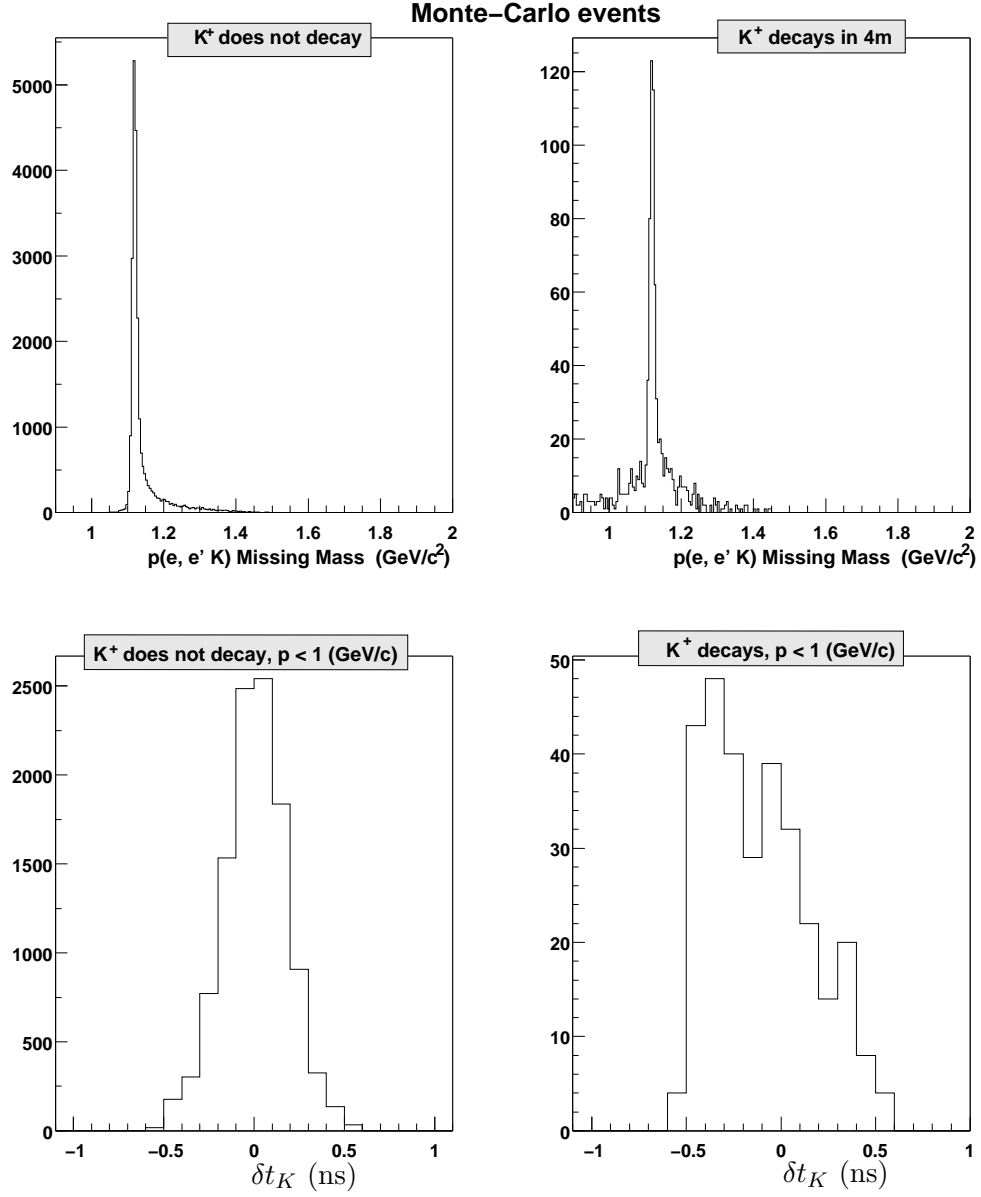 Monte−Carlo events
K+ does not decay
5000
4000
3000
2000
1000
0
1 1.2 1.4 1.6 1.8 2
p(e, e’ K) Missing Mass (GeV/c2)
K+ decays in 4m
120
100
80
60
40
20
0
1 1.2 1.4 1.6 1.8 2
p(e, e’ K) Missing Mass (GeV/c2)
K+ does not decay, p < 1 (GeV/c)
2500
2000
1500
1000
500
0
−1 −0.5 0 0.5 1
δtK (ns)
K+ decays, p < 1 (GeV/c)
50
40
30
20
10
0
−1 −0.5 0 0.5 1
δtK (ns)